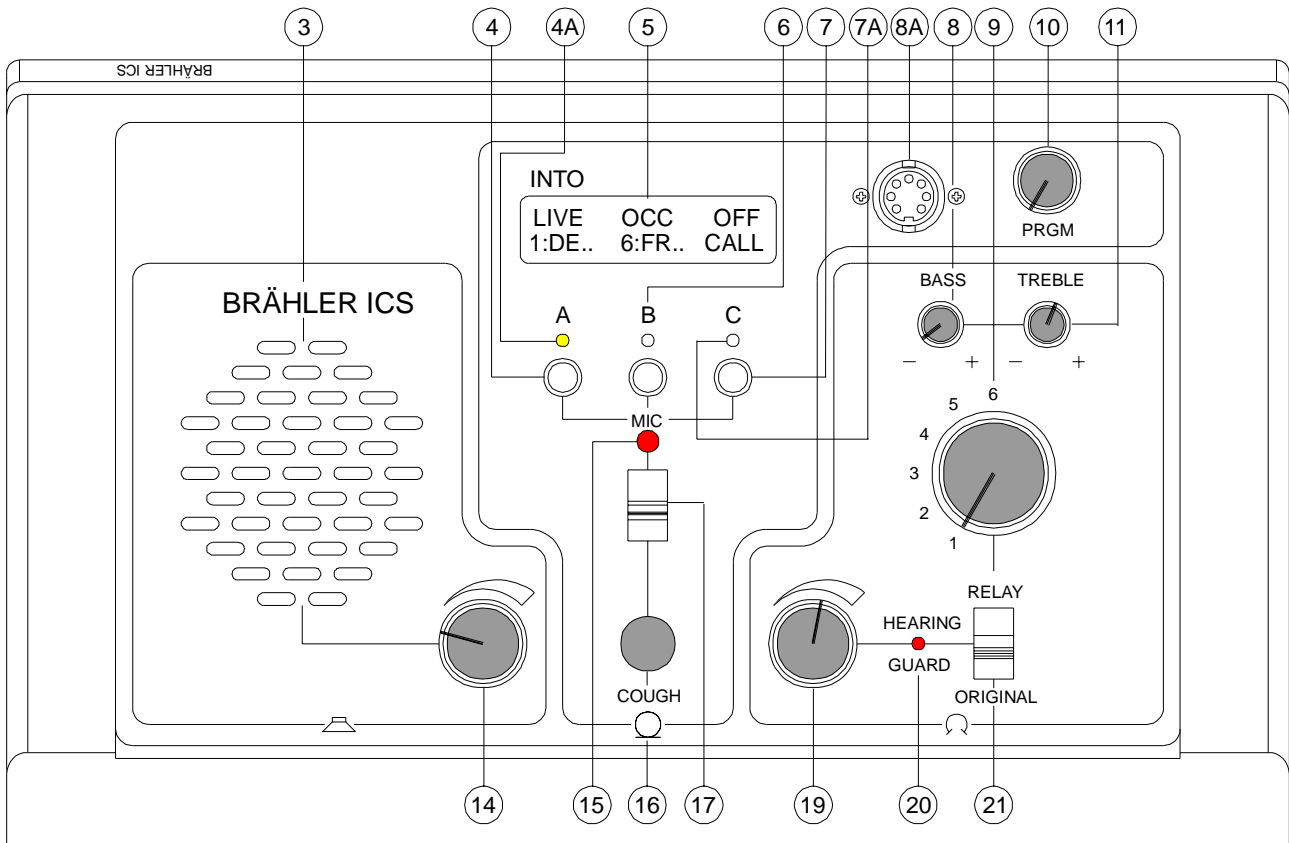 3 4 4A 5 6 7 7A 8A 8 9 10 11
BRÄHLER ICS
INTO
LIVE OCC OFF
1:DE.. 6:FR.. CALL
PRGM
BRÄHLER ICS
BASS TREBLE
A B C
− + − +
MIC
6
5
4
3
2
1
RELAY
HEARING
GUARD
COUGH
ORIGINAL
14 15 16 17 19 20 21